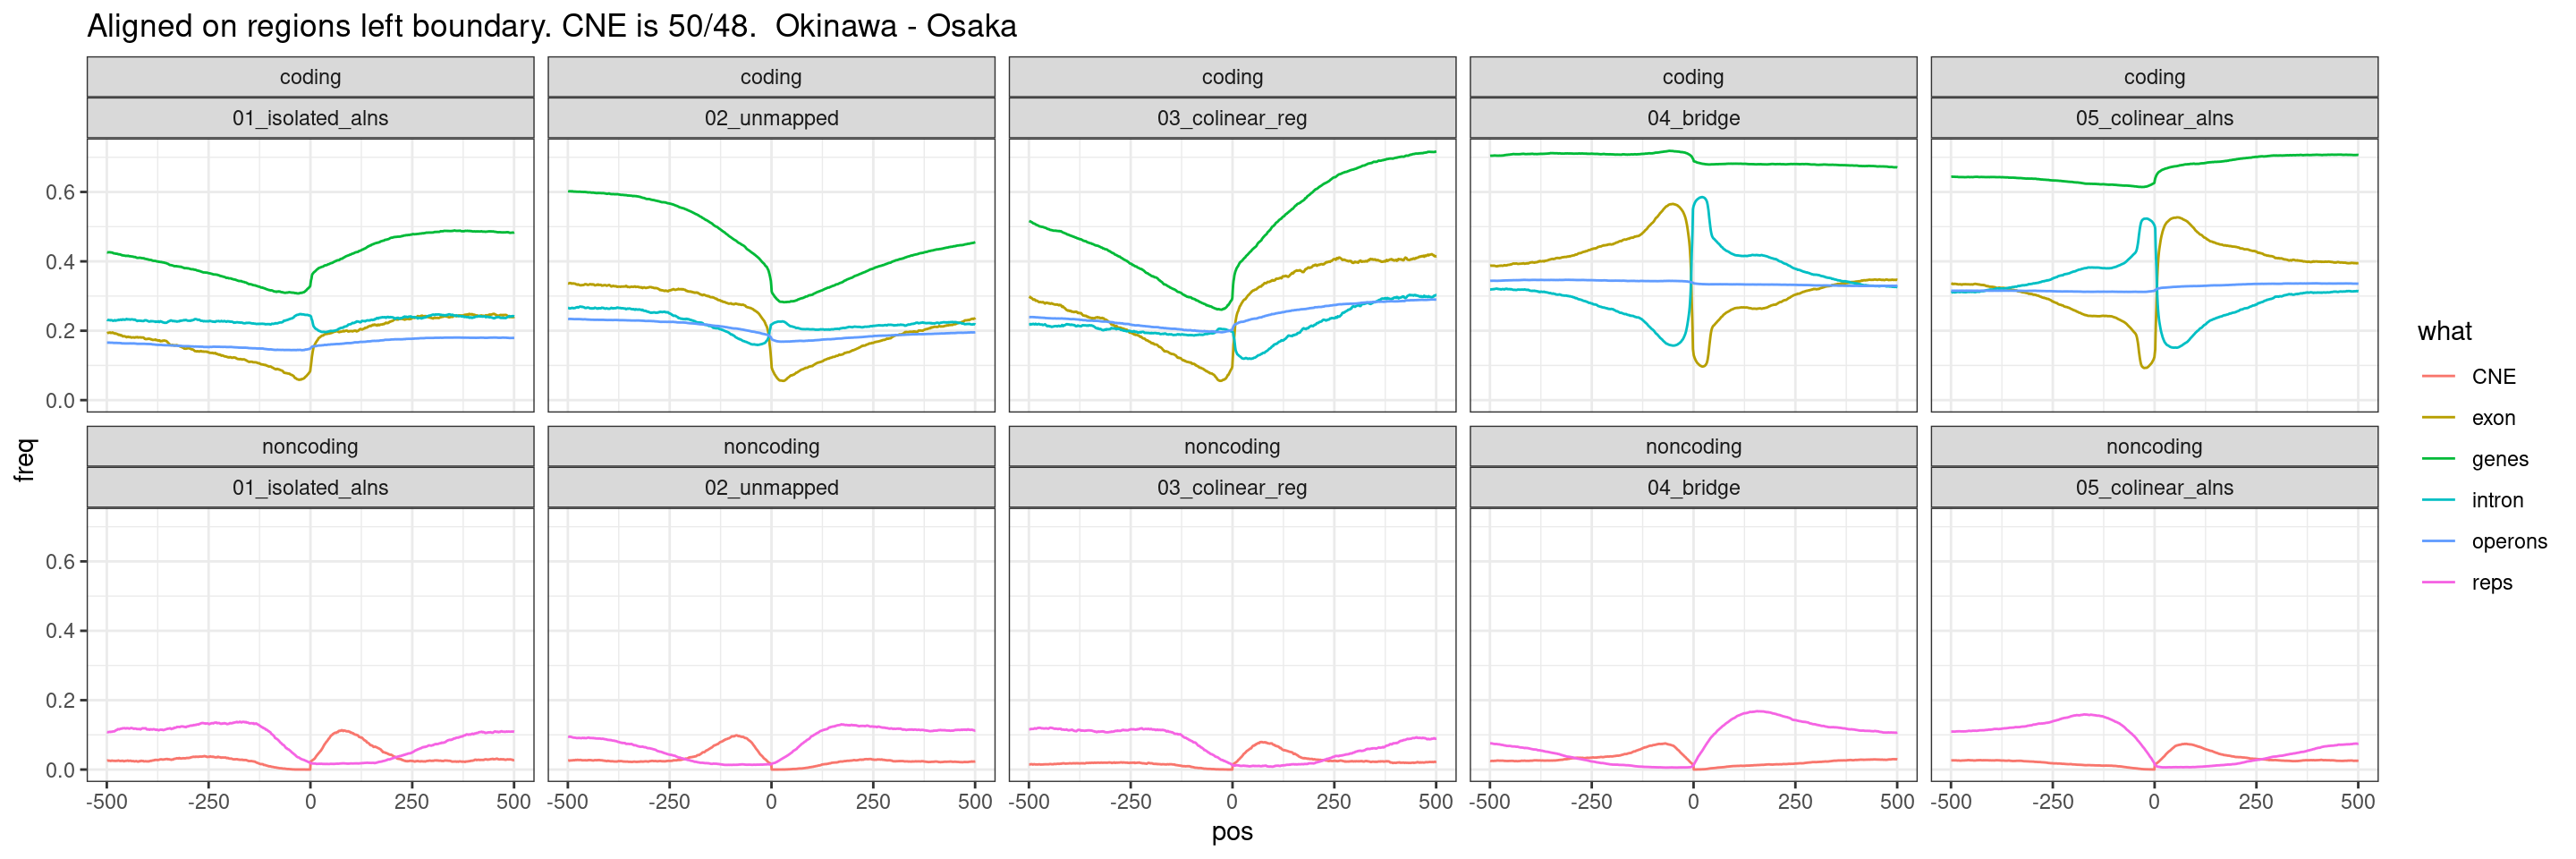 Aligned on regions left boundary. CNE is 50/48.  Okinawa - Osaka
coding coding coding coding coding
01_isolated_alns 02_unmapped 03_colinear_reg 04_bridge 05_colinear_alns
0.6
0.4
0.2
0.0
noncoding noncoding noncoding noncoding noncoding
01_isolated_alns 02_unmapped 03_colinear_reg 04_bridge 05_colinear_alns
0.6
0.4
0.2
0.0
-500 -250 0 250 500 -500 -250 0 250 500 -500 -250 0 250 500 -500 -250 0 250 500 -500 -250 0 250 500
pos
freq
what
CNE
exon
genes
intron
operons
reps